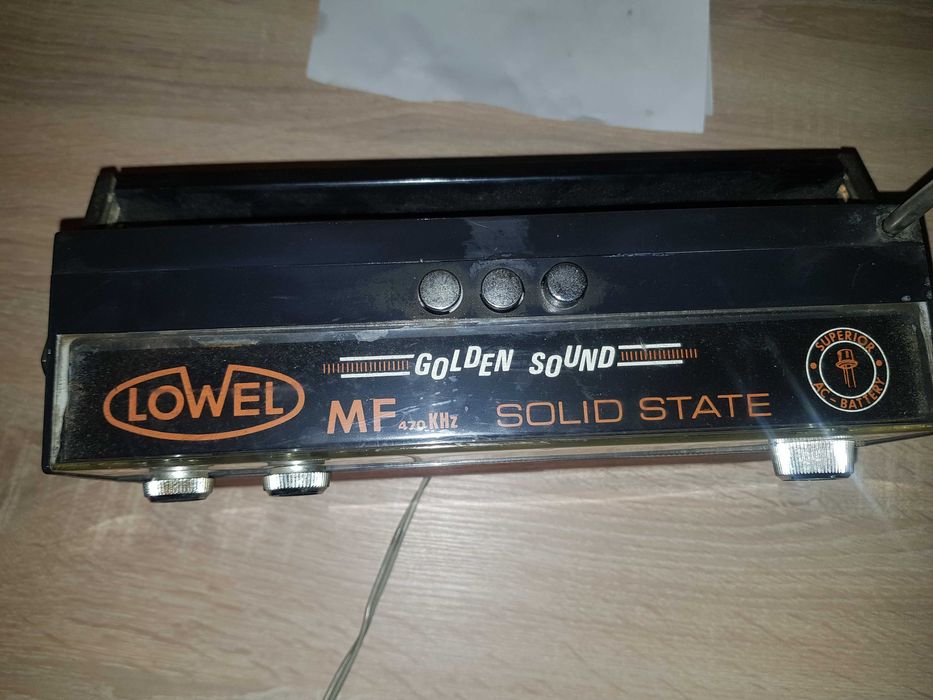 GOLDEN SOUND
LOWEL
MF 470 KHz
SOLID STATE
SUPERIOR
AC - BATTERY